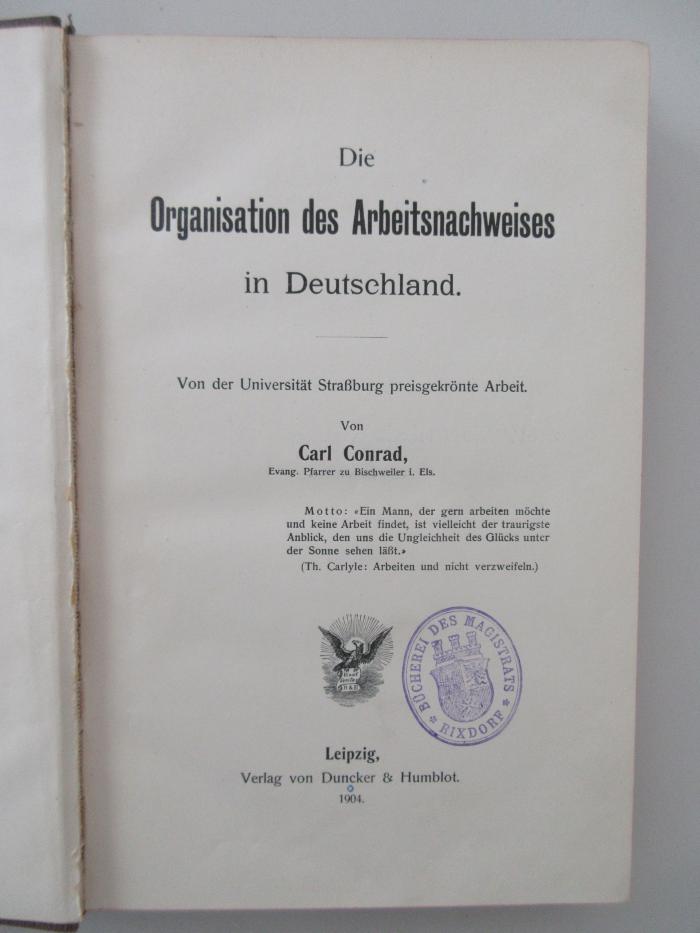 Die
Organisation des Arbeitsnachweises
in Deutschland.
Von der Universität Straßburg preisgekrönte Arbeit.
Von
Carl Conrad,
Evang. Pfarrer zu Bischweiler i. Els.
Motto: «Ein Mann, der gern arbeiten möchte
und keine Arbeit findet, ist vielleicht der traurigste
Anblick, den uns die Ungleichheit des Glücks unter
der Sonne sehen läßt.»
(Th. Carlyle: Arbeiten und nicht verzweifeln.)
BÜCHEREI DES MAGISTRATS
* RIXDORF *
Leipzig,
Verlag von Duncker & Humblot.
1904.